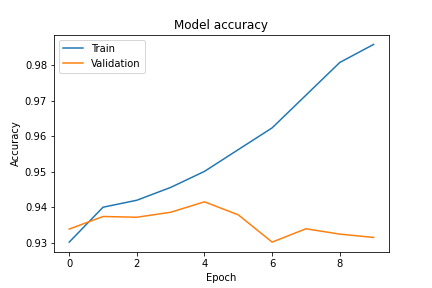 Model accuracy
Train
Validation
0.98
0.97
0.96
0.95
0.94
0.93
Accuracy
0 2 4 6 8
Epoch